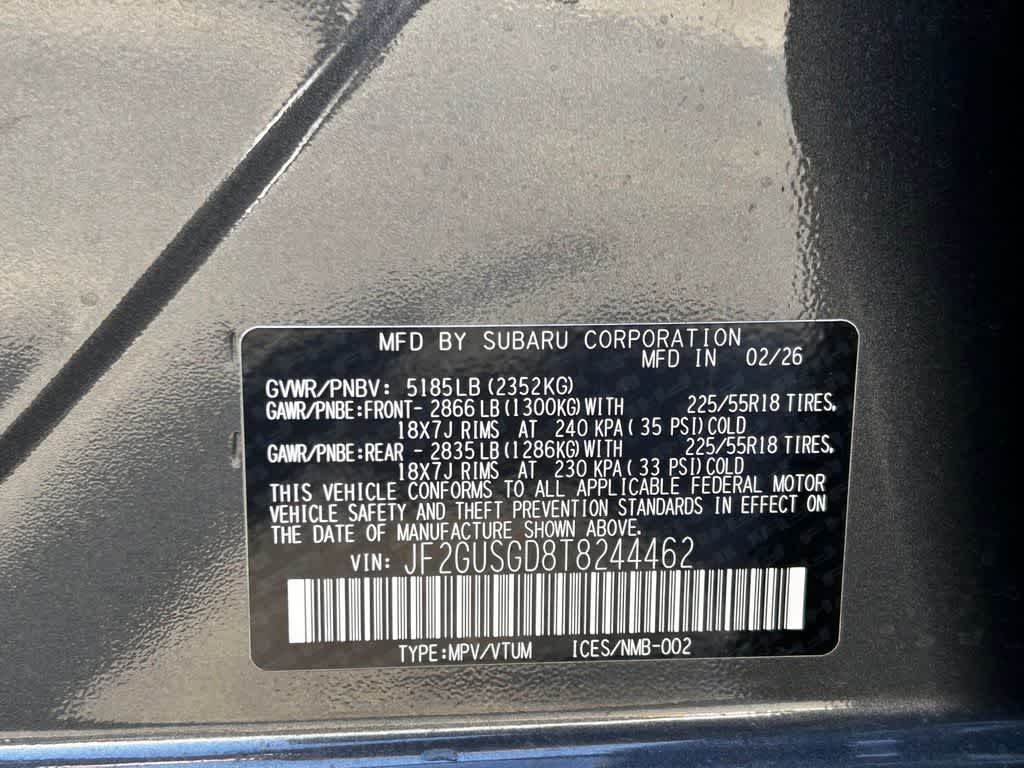 MFD BY SUBARU CORPORATION
MFD IN 02/26
GVWR/PNBV: 5185LB (2352KG)
GAWR/PNBE:FRONT- 2866 LB (1300KG) WITH 225/55R18 TIRES,
18X7J RIMS AT 240 KPA ( 35 PSI) COLD
GAWR/PNBE:REAR - 2835 LB (1286KG) WITH 225/55R18 TIRES,
18X7J RIMS AT 230 KPA ( 33 PSI) COLD
THIS VEHICLE CONFORMS TO ALL APPLICABLE FEDERAL MOTOR
VEHICLE SAFETY AND THEFT PREVENTION STANDARDS IN EFFECT ON
THE DATE OF MANUFACTURE SHOWN ABOVE.
VIN: JF2GUSGD8T8244462
TYPE:MPV/VTUM ICES/NMB-002